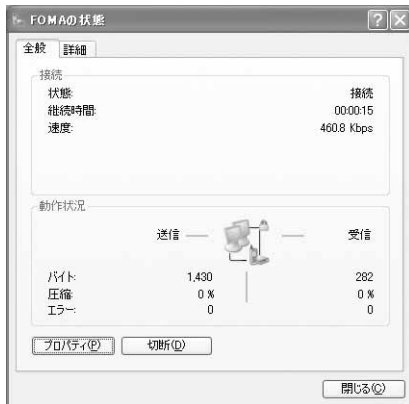 FOMAの状態
全般 詳細
接続
状態: 接続
継続時間: 00:00:15
速度: 460.8 Kbps
動作状況
送信 — — 受信
バイト: 1,430 282
圧縮: 0 % 0 %
エラー: 0 0
プロパティ(P) 切断(D)
閉じる(C)